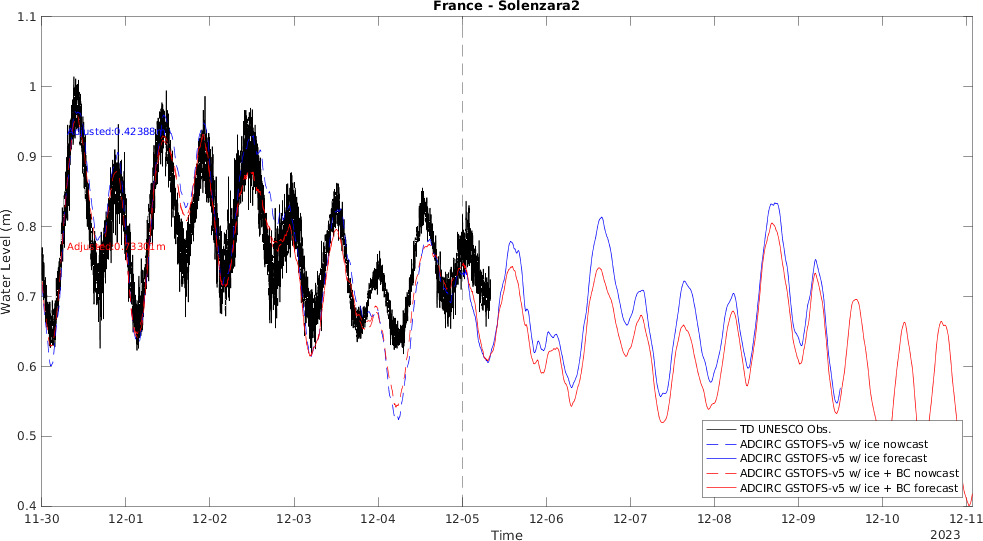 France - Solenzara2
1.1
1
0.9
0.8
0.7
0.6
0.5
0.4
Water Level (m)
11-30
12-01
12-02
12-03
12-04
12-05
12-06
12-07
12-08
12-09
12-10
12-11
Time
2023
TD UNESCO Obs.
ADCIRC GSTOFS-v5 w/ ice nowcast
ADCIRC GSTOFS-v5 w/ ice forecast
ADCIRC GSTOFS-v5 w/ ice + BC nowcast
ADCIRC GSTOFS-v5 w/ ice + BC forecast